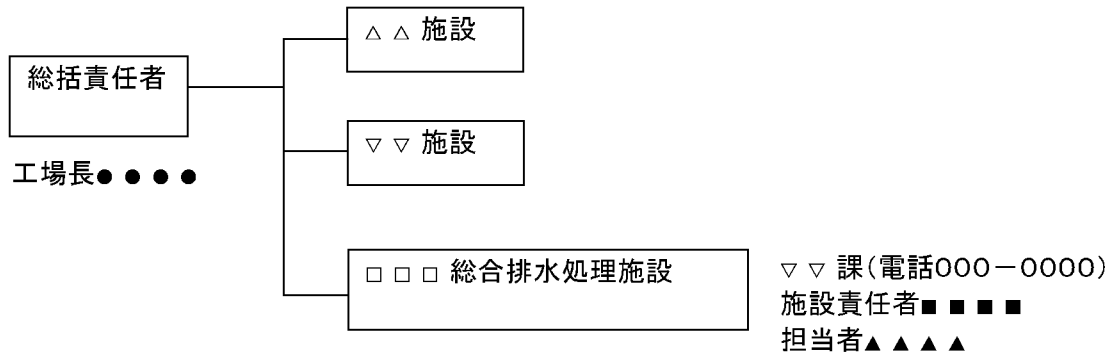 △ △ 施設
総括責任者
▽ ▽ 施設
工場長● ● ● ●
□ □ □ 総合排水処理施設
▽ ▽ 課(電話000－0000)
施設責任者■ ■ ■ ■
担当者▲ ▲ ▲ ▲